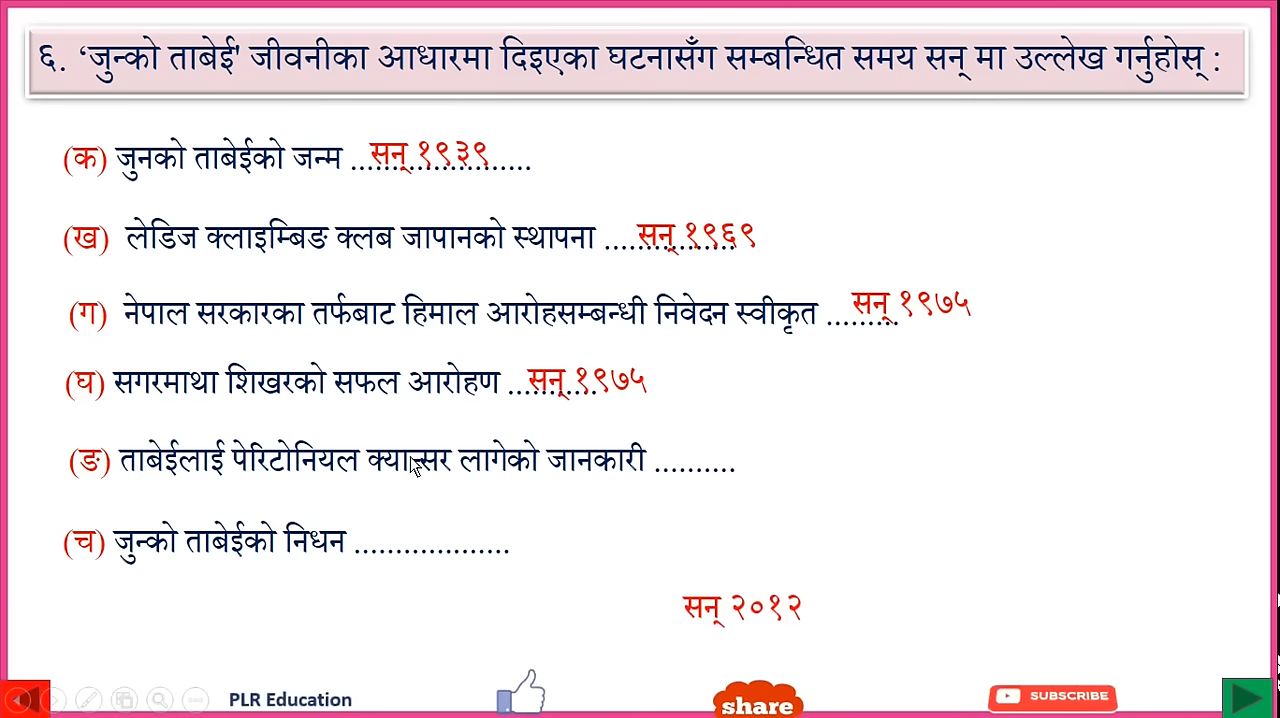 ६. ‘जुन्को ताबेई' जीवनीका आधारमा दिइएका घटनासँग सम्बन्धित समय सन् मा उल्लेख गर्नुहोस् :
(क) जुनको ताबेईको जन्म ...................... सन् १९३९
(ख) लेडिज क्लाइम्बिङ क्लब जापानको स्थापना ................ सन् १९६९
(ग) नेपाल सरकारका तर्फबाट हिमाल आरोहसम्बन्धी निवेदन स्वीकृत ......... सन् १९७५
(घ) सगरमाथा शिखरको सफल आरोहण ........... सन् १९७५
(ङ) ताबेईलाई पेरिटोनियल क्यान्सर लागेको जानकारी ..........
(च) जुन्को ताबेईको निधन ...................
सन् २०१२
PLR Education
share
SUBSCRIBE